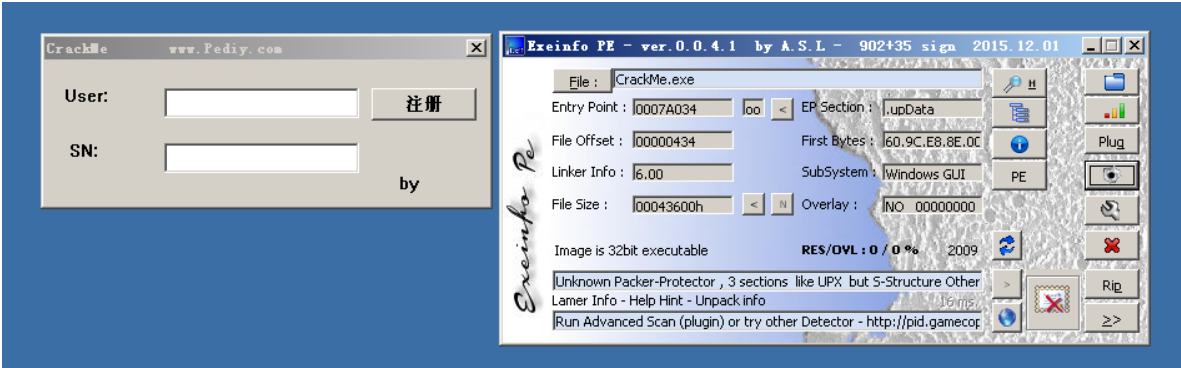 CrackMe www.Pediy.com
User:
注册
SN:
by
Exeinfo PE - ver.0.0.4.1 by A.S.L - 902+35 sign 2015.12.01
File : CrackMe.exe
H
Entry Point : 0007A034 oo < EP Section : .upData
File Offset : 00000434 First Bytes : 60.9C.E8.8E.0C
Plug
Linker Info : 6.00 SubSystem : Windows GUI
PE
File Size : 00043600h < N Overlay : NO 00000000
Image is 32bit executable RES/OVL : 0 / 0 % 2009
Unknown Packer-Protector , 3 sections like UPX but S-Structure Other
> Rip
Lamer Info - Help Hint - Unpack info 16 ms.
Run Advanced Scan (plugin) or try other Detector - http://pid.gamecop
>>
Exeinfo Pe